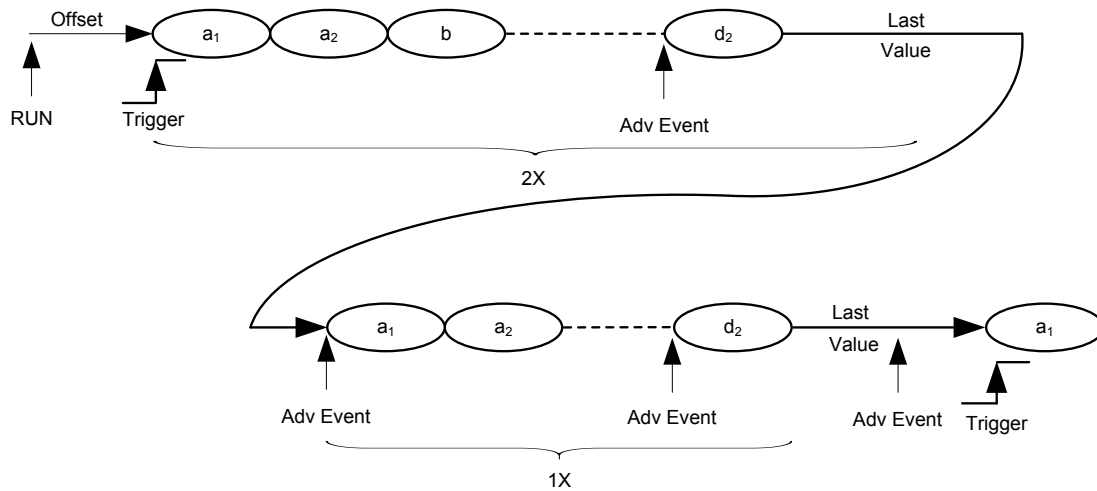 Offset
a₁ a₂ b d₂ Last
Value
RUN Trigger Adv Event
2X
a₁ a₂ d₂ Last
Value a₁
Adv Event Adv Event Adv Event Trigger
1X